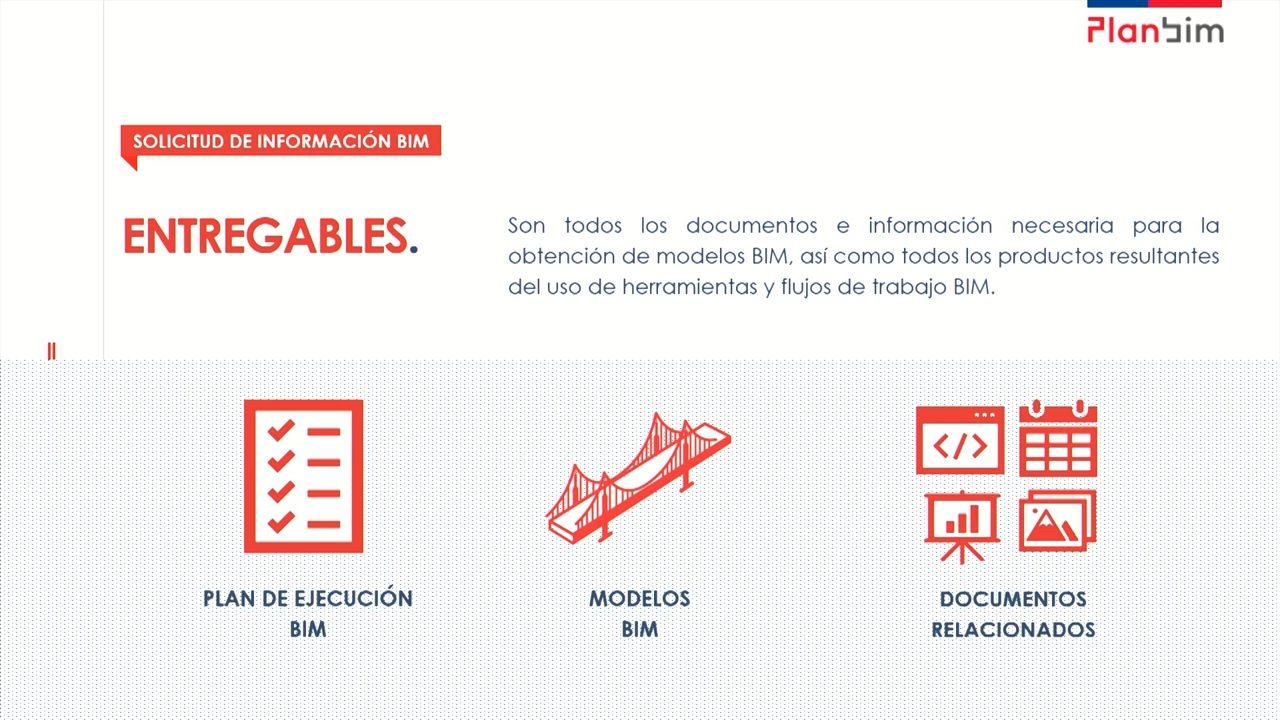 Planbim
SOLICITUD DE INFORMACIÓN BIM
ENTREGABLES.
Son todos los documentos e información necesaria para la
obtención de modelos BIM, así como todos los productos resultantes
del uso de herramientas y flujos de trabajo BIM.
PLAN DE EJECUCIÓN
BIM
MODELOS
BIM
DOCUMENTOS
RELACIONADOS